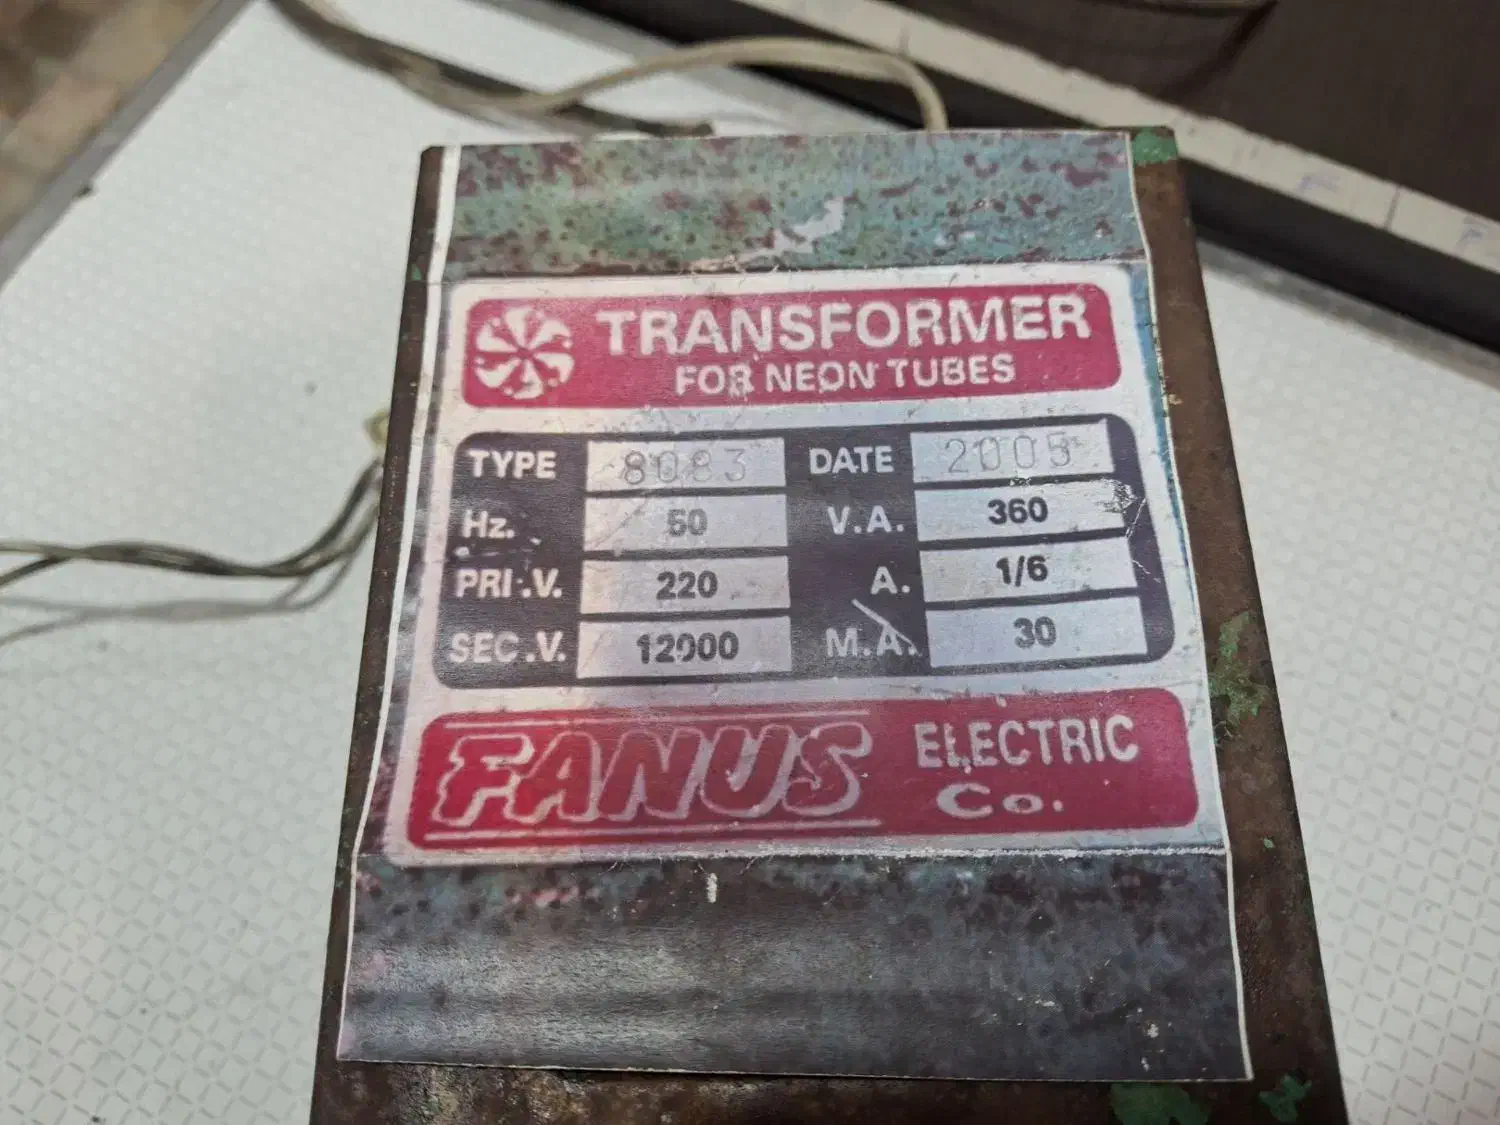 TRANSFORMER
FOR NEON TUBES
TYPE 8083 DATE 2005
Hz. 50 V.A. 360
PRI.V. 220 A. 1/6
SEC.V. 12000 M.A. 30
FANUS ELECTRIC
Co.